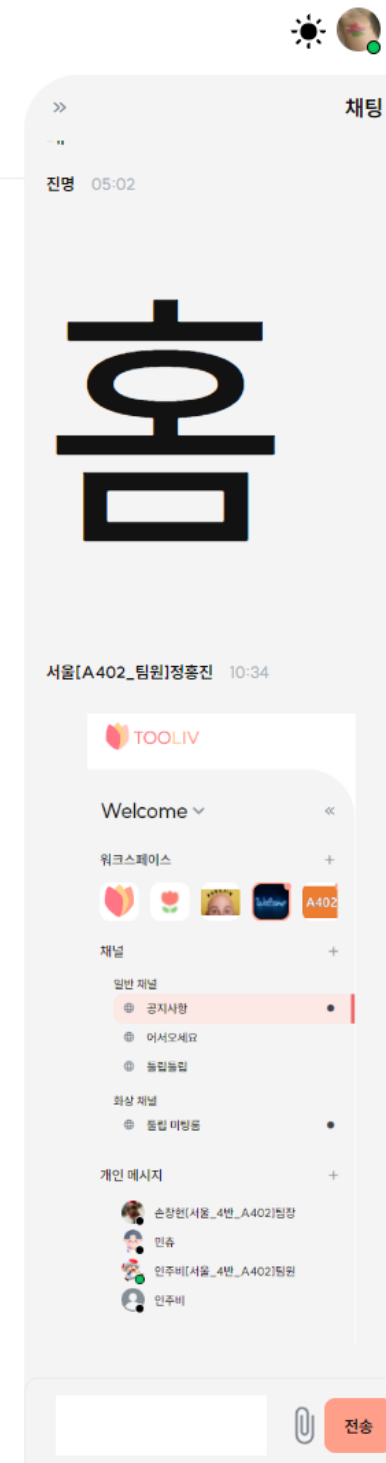 채팅
진명 05:02
홈
서울[A402_팀원]정홍진 10:34
TOOLIV
Welcome
워크스페이스
Welcome
A402
채널
일반 채널
공지사항
어서오세요
툴립툴립
화상 채널
툴립 미팅룸
개인 메시지
손창현[서울_4반_A402]팀장
민츄
인주비[서울_4반_A402]팀원
인주비
전송